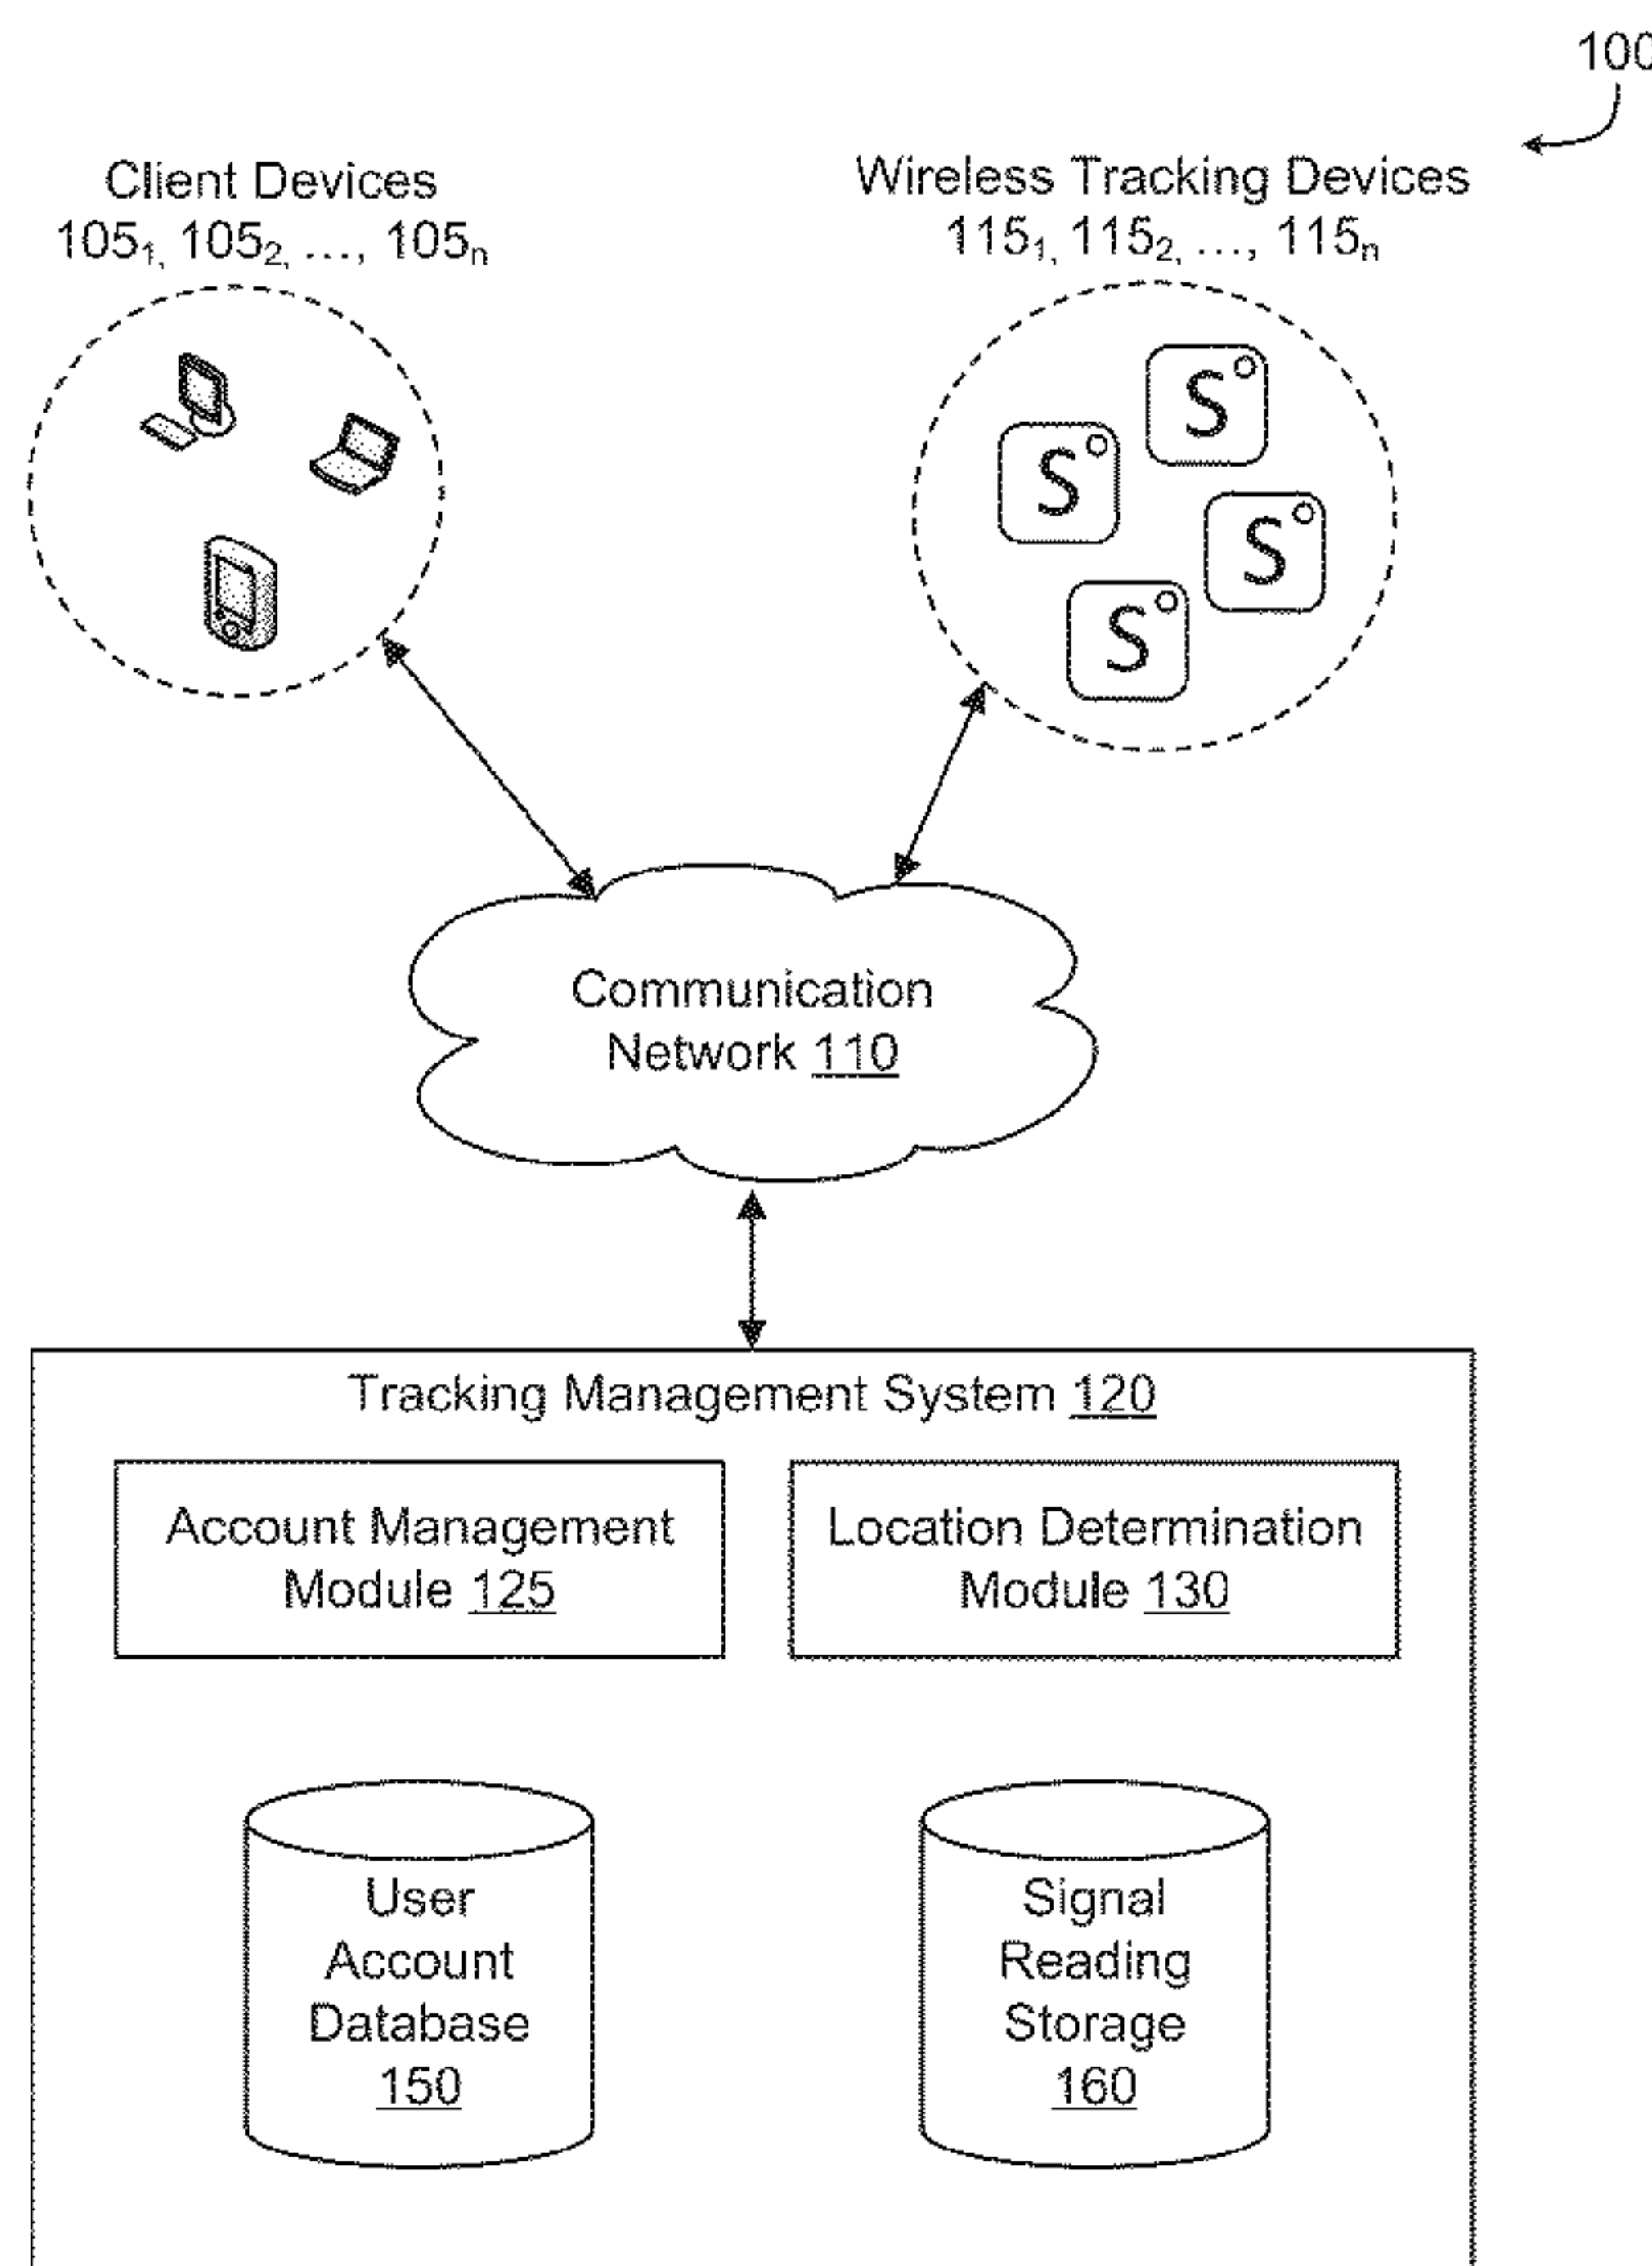 100
Client Devices
105₁, 105₂, ..., 105ₙ
Wireless Tracking Devices
115₁, 115₂, ..., 115ₙ
S
S
S
S
Communication
Network 110
Tracking Management System 120
Account Management
Module 125
Location Determination
Module 130
User
Account
Database
150
Signal
Reading
Storage
160